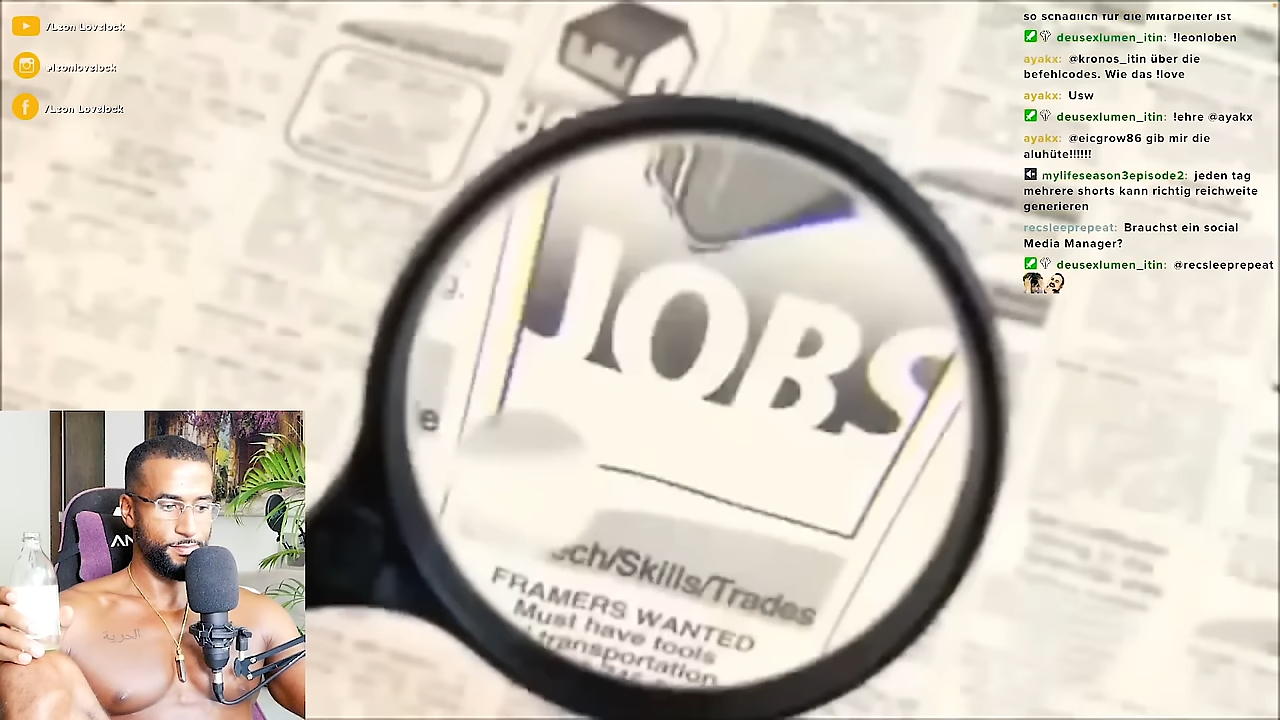 /Leon Lovelock
#leonlovelock
/Leon Lovelock
so schädlich für die Mitarbeiter ist
deusexlumen_itin: !leonloben
ayakx: @kronos_itin über die
befehlcodes. Wie das !love
ayakx: Usw
deusexlumen_itin: !ehre @ayakx
ayakx: @eicgrow86 gib mir die
aluhüte!!!!!!
mylifeseason3episode2: jeden tag
mehrere shorts kann richtig reichweite
generieren
recsleeprepeat: Brauchst ein social
Media Manager?
deusexlumen_itin: @recsleeprepeat
JOBS
e
ch/Skills/Trades
FRAMERS WANTED
Must have tools
transportation
AN
الحرية